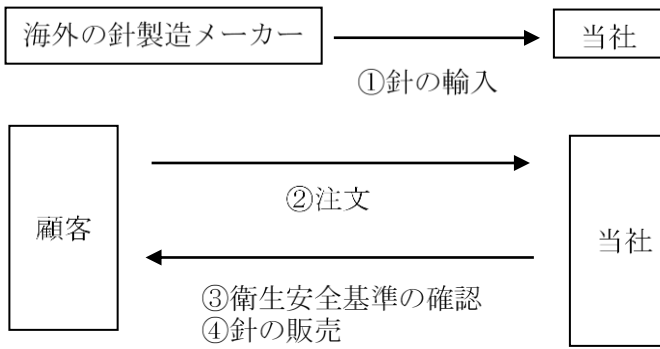 海外の針製造メーカー
当社
①針の輸入
顧客
②注文
当社
③衛生安全基準の確認
④針の販売